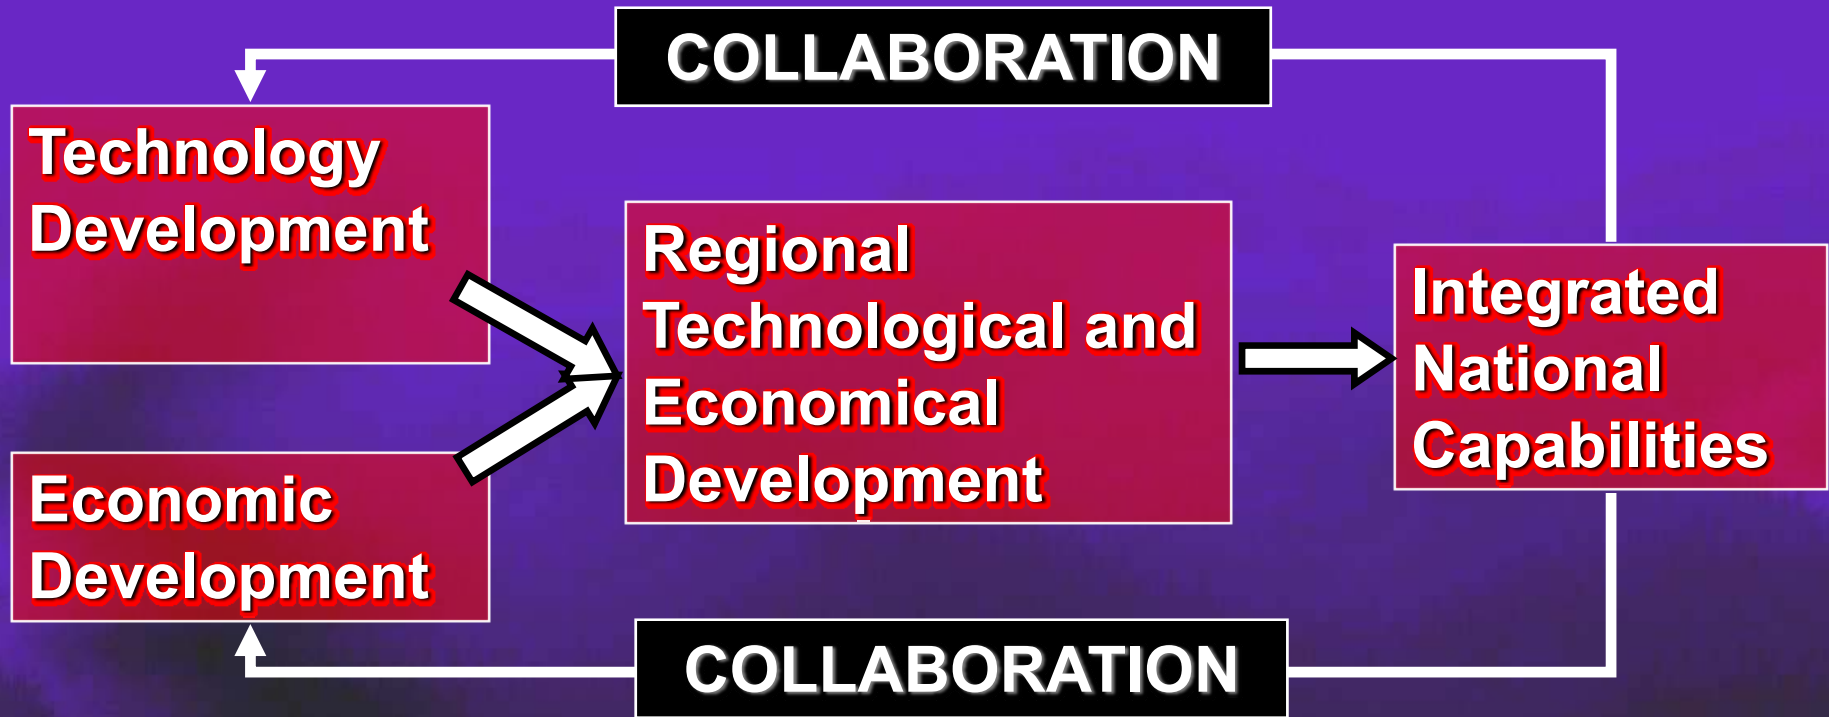 COLLABORATION
Technology
Development
Regional
Technological and
Economical
Development
Integrated
National
Capabilities
Economic
Development
COLLABORATION